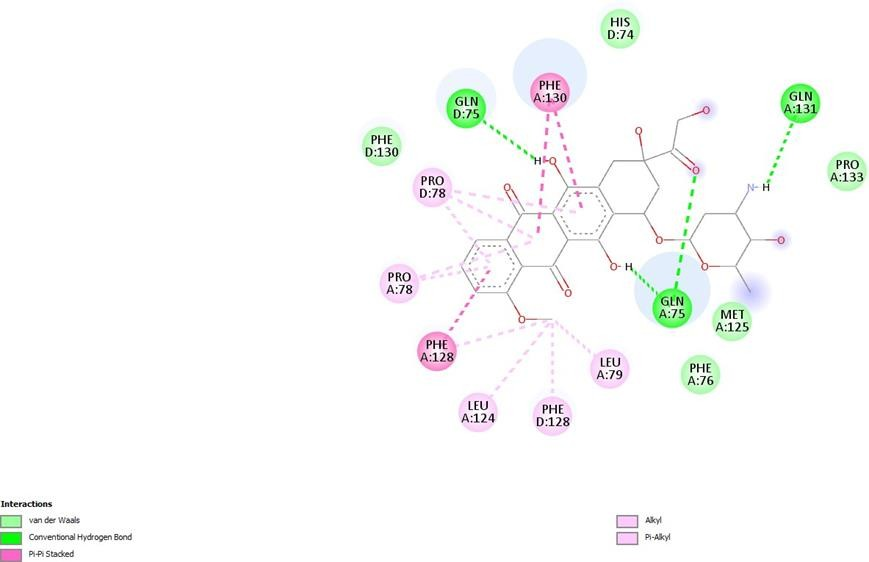 HIS
D:74
PHE
A:130
GLN
D:75
GLN
A:131
O
O
PHE
D:130
H-O
O
PRO
A:133
PRO
D:78
O
N-H
O
O
O
O-H
O
PRO
A:78
O
O
GLN
A:75
MET
A:125
PHE
A:128
LEU
A:79
PHE
A:76
LEU
A:124
PHE
D:128
Interactions
van der Waals
Conventional Hydrogen Bond
Pi-Pi Stacked
Alkyl
Pi-Alkyl